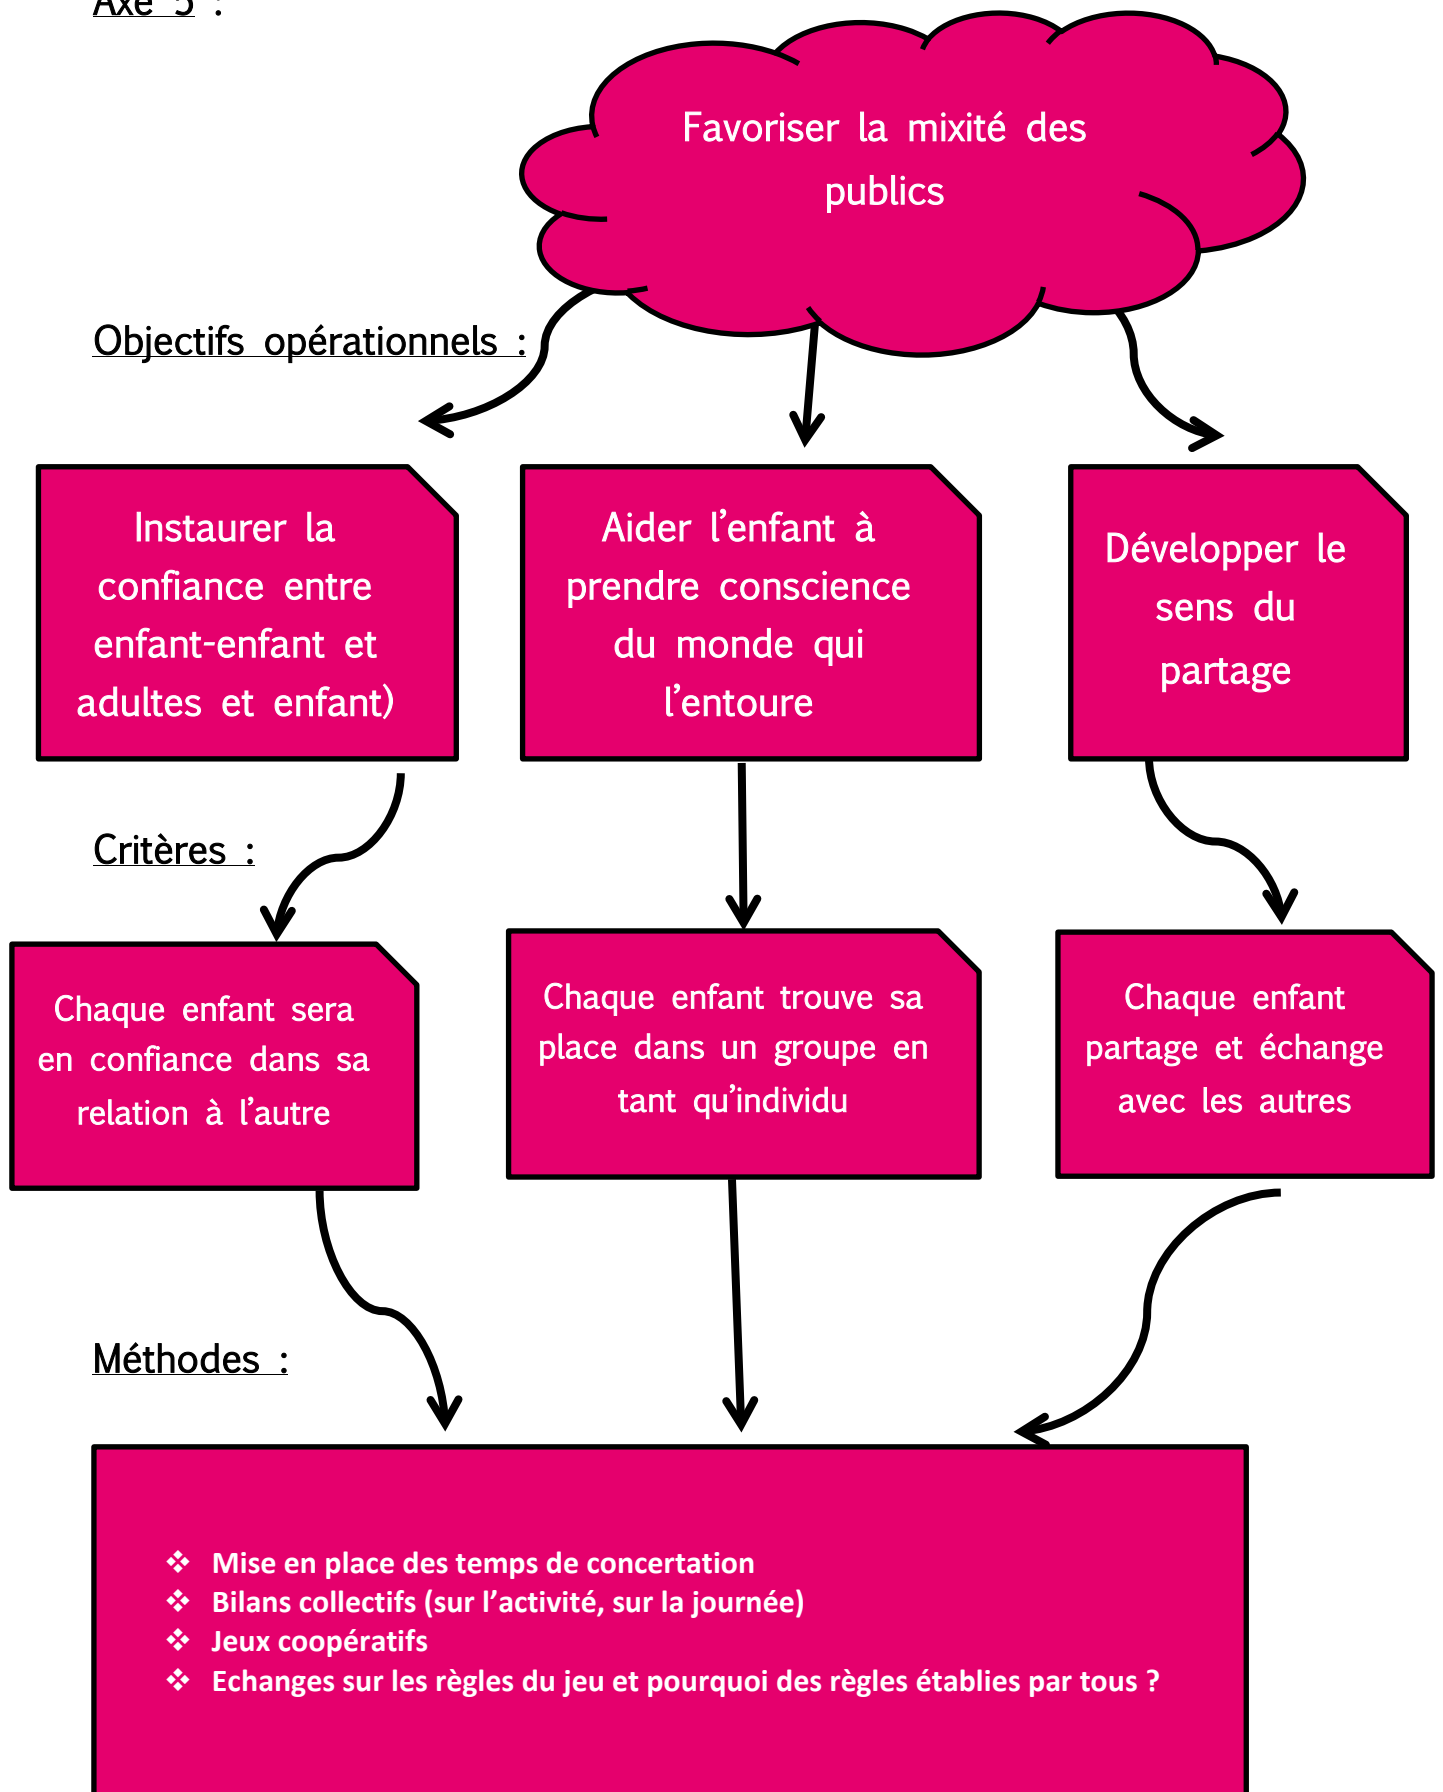 Axe 5 :
Favoriser la mixité des
publics
Objectifs opérationnels :
Instaurer la
confiance entre
enfant-enfant et
adultes et enfant)
Aider l’enfant à
prendre conscience
du monde qui
l’entoure
Développer le
sens du
partage
Critères :
Chaque enfant sera
en confiance dans sa
relation à l’autre
Chaque enfant trouve sa
place dans un groupe en
tant qu’individu
Chaque enfant
partage et échange
avec les autres
Méthodes :
❖ Mise en place des temps de concertation
❖ Bilans collectifs (sur l’activité, sur la journée)
❖ Jeux coopératifs
❖ Echanges sur les règles du jeu et pourquoi des règles établies par tous ?